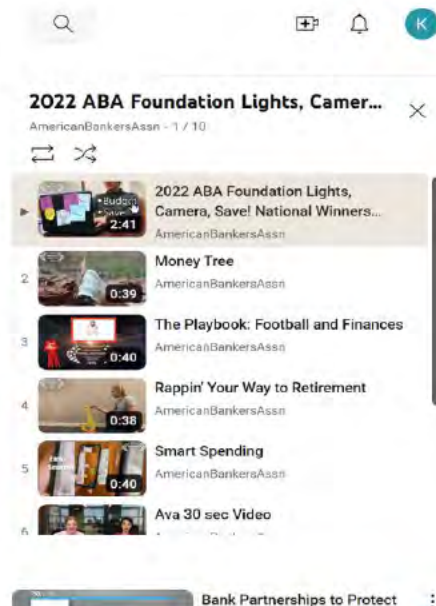 K
2022 ABA Foundation Lights, Camer...
AmericanBankersAssn - 1 / 10
• Budget
• Save
2:41
2022 ABA Foundation Lights,
Camera, Save! National Winners...
AmericanBankersAssn
2
0:39
Money Tree
AmericanBankersAssn
3
0:40
The Playbook: Football and Finances
AmericanBankersAssn
4
0:38
Rappin' Your Way to Retirement
AmericanBankersAssn
5
0:40
Smart Spending
AmericanBankersAssn
6
Ava 30 sec Video
Bank Partnerships to Protect